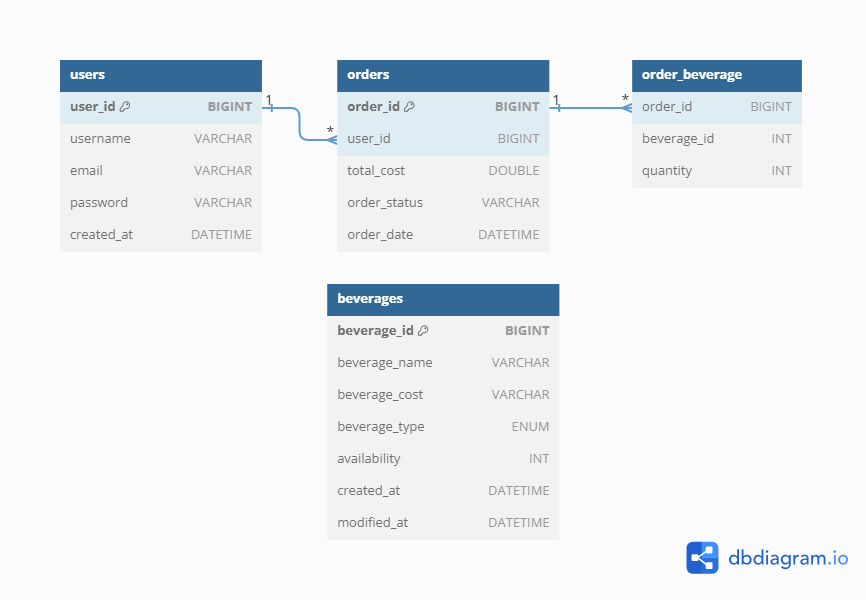 users
user_id BIGINT
username VARCHAR
email VARCHAR
password VARCHAR
created_at DATETIME
1
*
orders
order_id BIGINT
user_id BIGINT
total_cost DOUBLE
order_status VARCHAR
order_date DATETIME
1
*
order_beverage
order_id BIGINT
beverage_id INT
quantity INT
beverages
beverage_id BIGINT
beverage_name VARCHAR
beverage_cost VARCHAR
beverage_type ENUM
availability INT
created_at DATETIME
modified_at DATETIME
dbdiagram.io